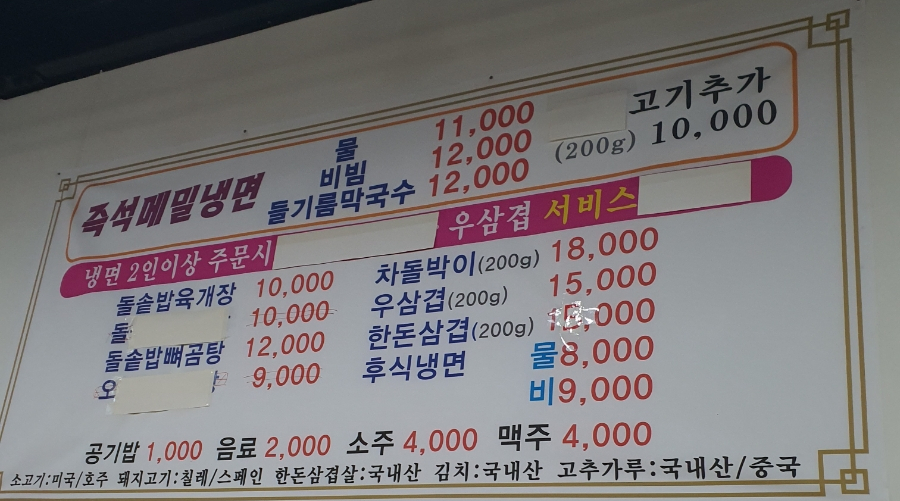 즉석메밀냉면
물 11,000
비빔 12,000
들기름막국수 12,000
고기추가
(200g) 10,000
냉면 2인이상 주문시 우삼겹 서비스
돌솥밥육개장 10,000
돌 10,000
돌솥밥뼈곰탕 12,000
9,000
차돌박이(200g) 18,000
우삼겹(200g) 15,000
한돈삼겹(200g)
후식냉면 물8,000
비9,000
공기밥 1,000 음료 2,000 소주 4,000 맥주 4,000
소고기:미국/호주 돼지고기:칠레/스페인 한돈삼겹살:국내산 김치:국내산 고추가루:국내산/중국